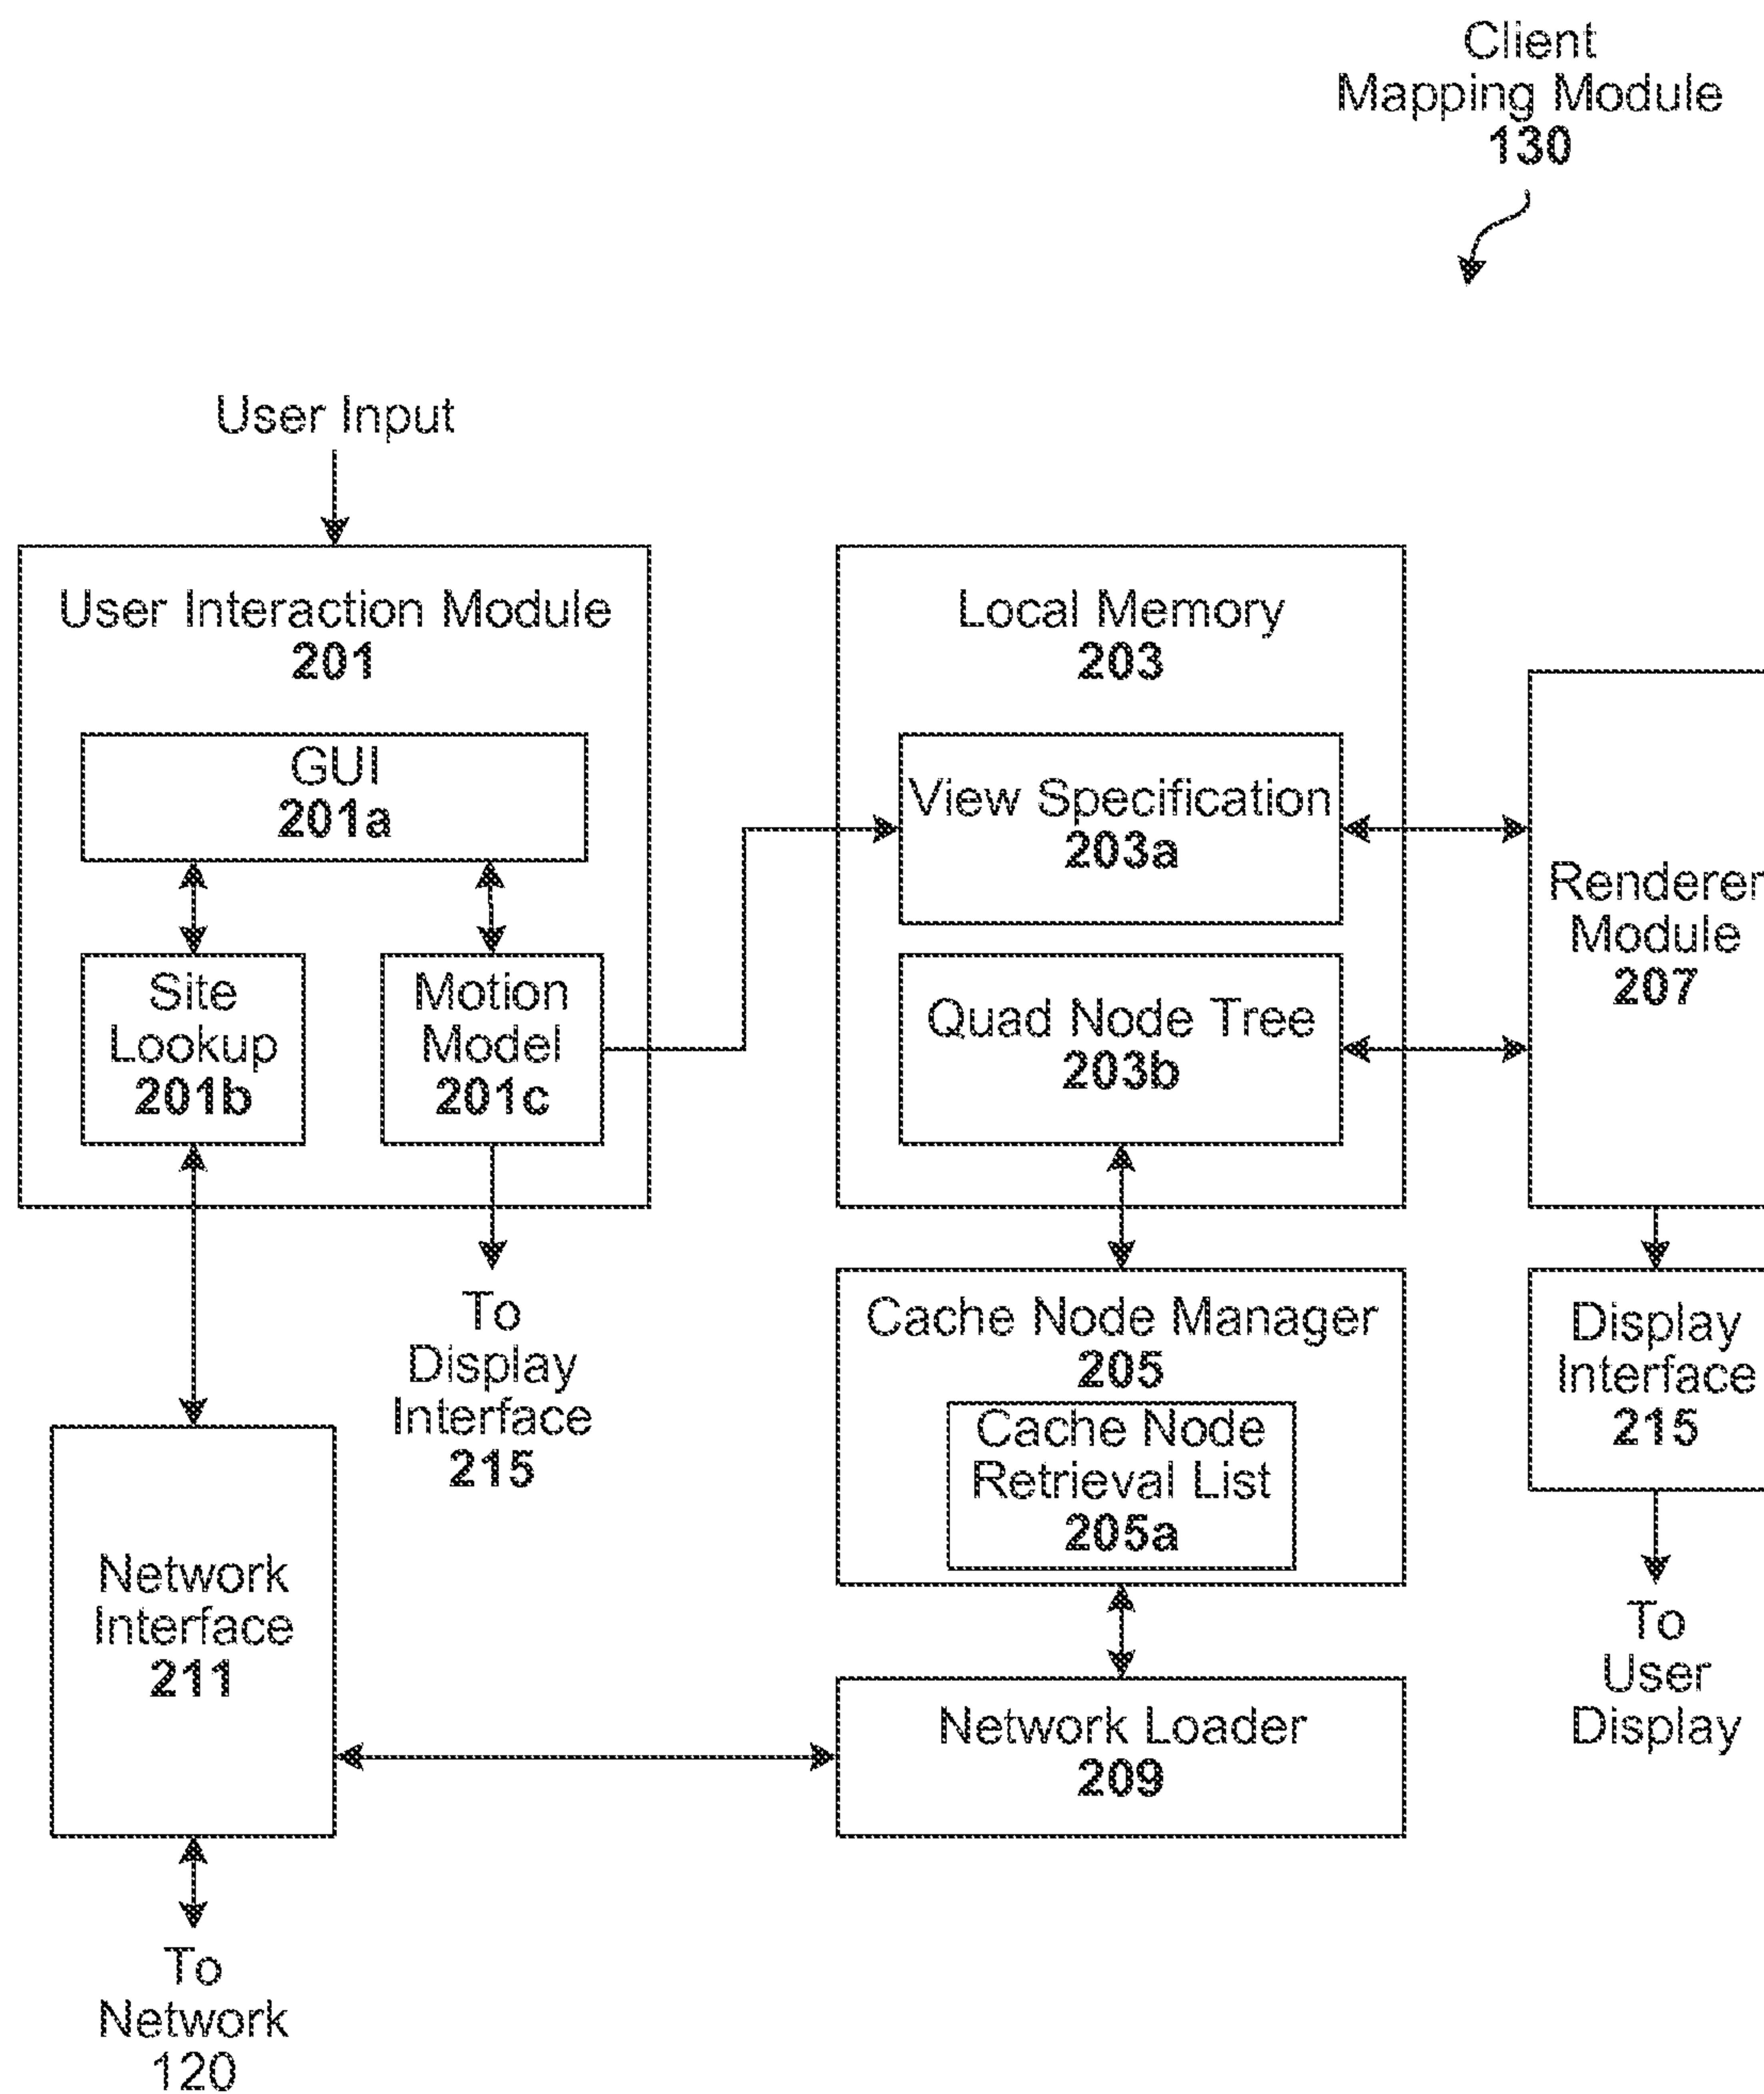 Client
Mapping Module
130
User Input
User Interaction Module
201
GUI
201a
Site
Lookup
201b
Motion
Model
201c
Local Memory
203
View Specification
203a
Quad Node Tree
203b
Renderer
Module
207
To
Display
Interface
215
Cache Node Manager
205
Cache Node
Retrieval List
205a
Display
Interface
215
Network
Interface
211
Network Loader
209
To
User
Display
To
Network
120